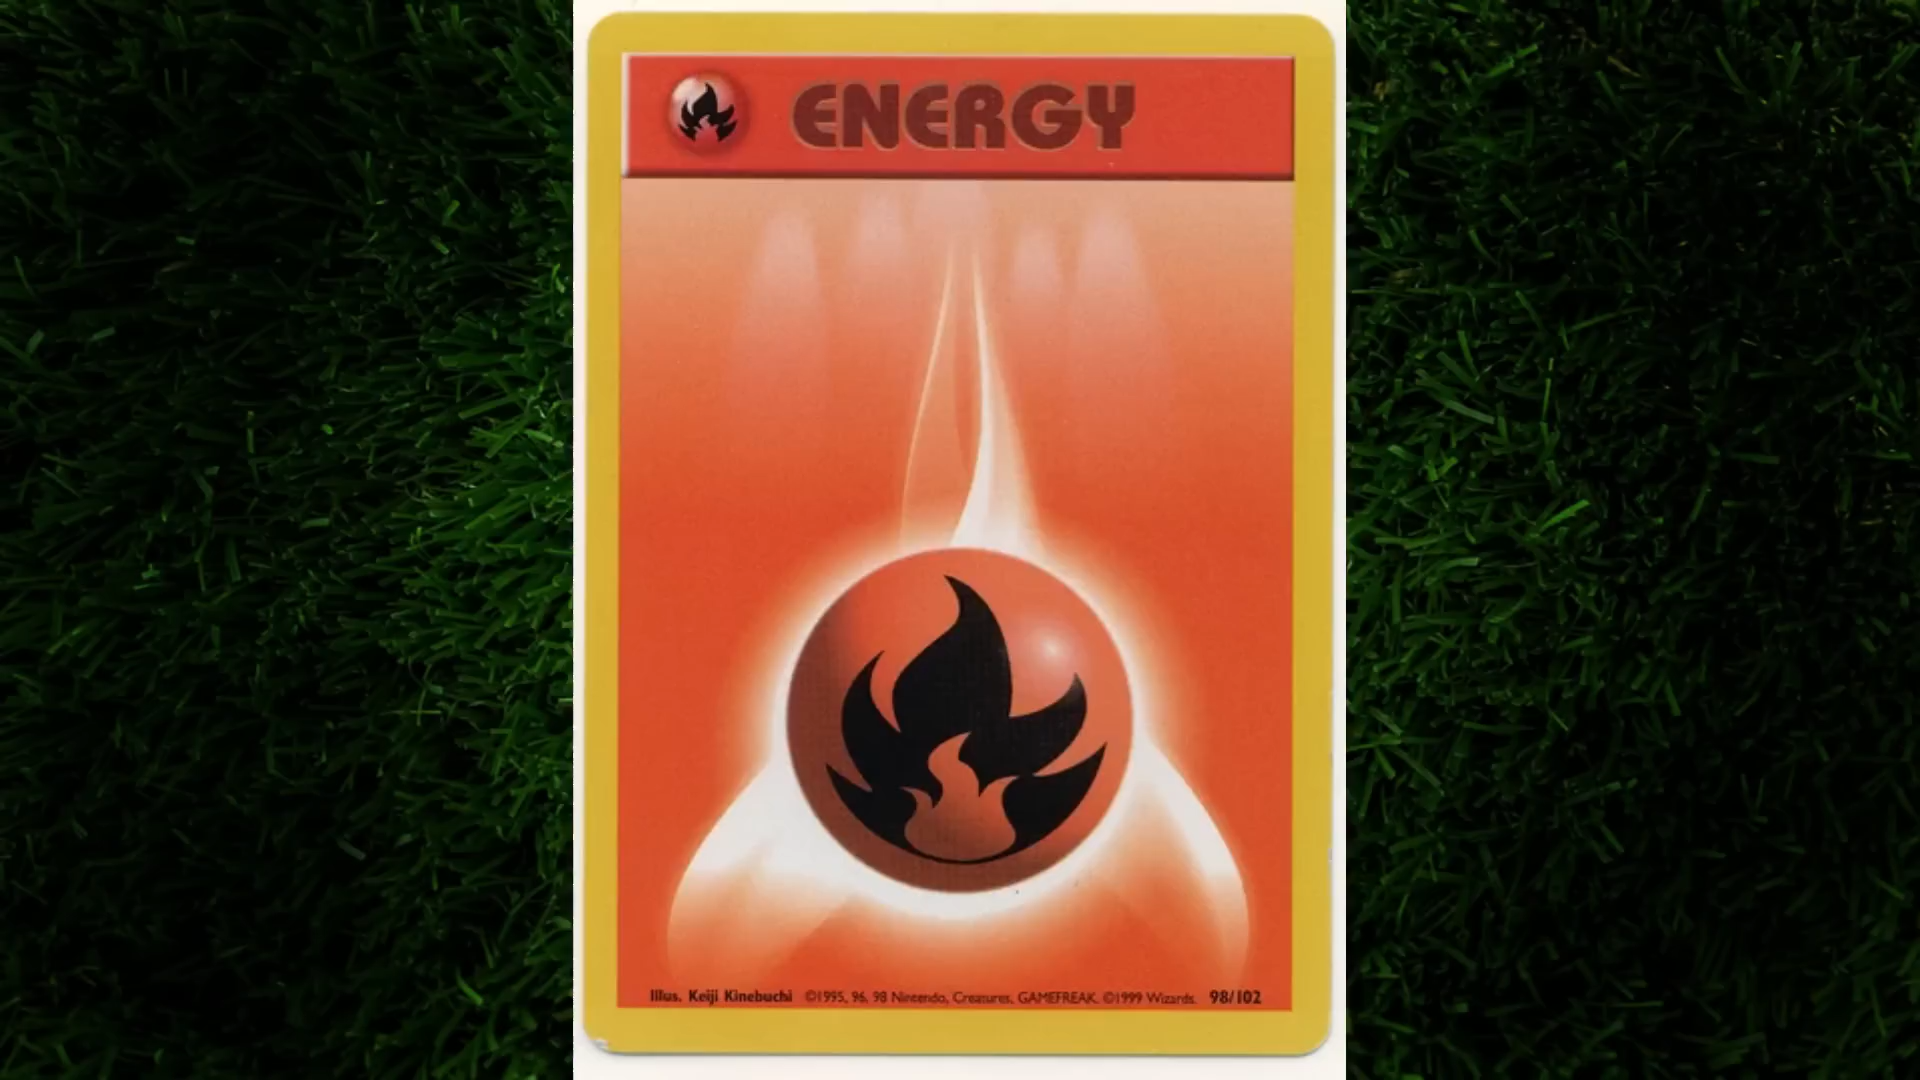 ENERGY
Illus. Keiji Kinebuchi ©1995, 96, 98 Nintendo, Creatures, GAMEFREAK. ©1999 Wizards. 98/102